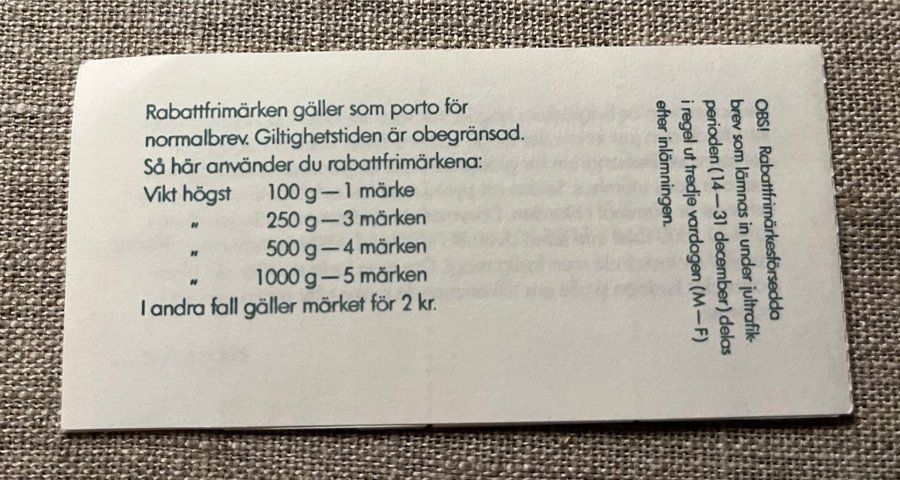 Rabattfrimärken gäller som porto för
normalbrev. Giltighetstiden är obegränsad.
Så här använder du rabattfrimärkena:
Vikt högst 100 g — 1 märke
" 250 g — 3 märken
" 500 g — 4 märken
" 1000 g — 5 märken
I andra fall gäller märket för 2 kr.
OBS! Rabattfrimärkesförsedda
brev som lämnas in under jultrafik-
perioden (14 – 31 december) delas
i regel ut tredje vardagen (M – F)
efter inlämningen.